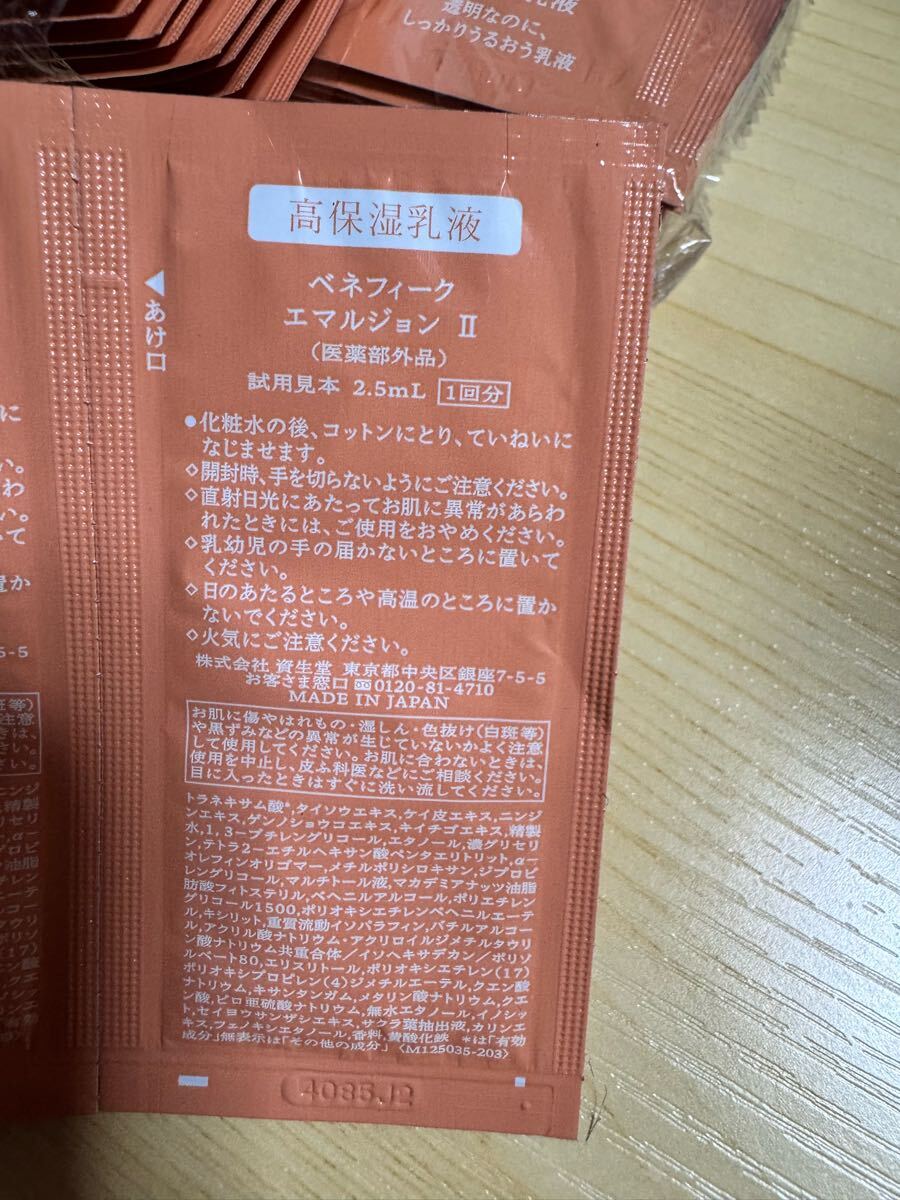 液
透明なのに、
しっかりうるおう乳液
高保湿乳液
ベネフィーク
エマルジョン Ⅱ
（医薬部外品）
試用見本 2.5mL 1回分
◀あけ口
●化粧水の後、コットンにとり、ていねいに
なじませます。
◇開封時、手を切らないようにご注意ください。
◇直射日光にあたってお肌に異常があらわ
れたときには、ご使用をおやめください。
◇乳幼児の手の届かないところに置いて
ください。
◇日のあたるところや高温のところに置か
ないでください。
◇火気にご注意ください。
株式会社 資生堂 東京都中央区銀座7-5-5
お客さま窓口 0120-81-4710
MADE IN JAPAN
お肌に傷やはれもの・湿しん・色抜け(白斑等)
や黒ずみなどの異常が生じていないかよく注意
して使用してください。お肌に合わないときは、
使用を中止し、皮ふ科医などにご相談ください。
目に入ったときはすぐに洗い流してください。
トラネキサム酸*,タイソウエキス,ケイ皮エキス,ニンジ
ンエキス,ゲンノショウコエキス,キイチゴエキス,精製
水,1,3-ブチレングリコール,エタノール,濃グリセリ
ン,テトラ2-エチルヘキサン酸ペンタエリトリット,α-
オレフィンオリゴマー,メチルポリシロキサン,ジプロピ
レングリコール,マルチトール液,マカデミアナッツ油脂
肪酸フィトステリル,ベヘニルアルコール,ポリエチレン
グリコール1500,ポリオキシエチレンベヘニルエーテ
ル,キシリット,重質流動イソパラフィン,バチルアルコー
ル,アクリル酸ナトリウム・アクリロイルジメチルタウリ
ン酸ナトリウム共重合体／イソヘキサデカン／ポリソ
ルベート80,エリスリトール,ポリオキシエチレン(17)
ポリオキシプロピレン(4)ジメチルエーテル,クエン酸
ナトリウム,キサンタンガム,メタリン酸ナトリウム,クエ
ン酸,ピロ亜硫酸ナトリウム,無水エタノール,イノシッ
ト,セイヨウサンザシエキス,サクラ葉抽出液,カリンエ
キス,フェノキシエタノール,香料,黄酸化鉄 *は「有効
成分」無表示は「その他の成分」〈M125035-203〉
4085J2